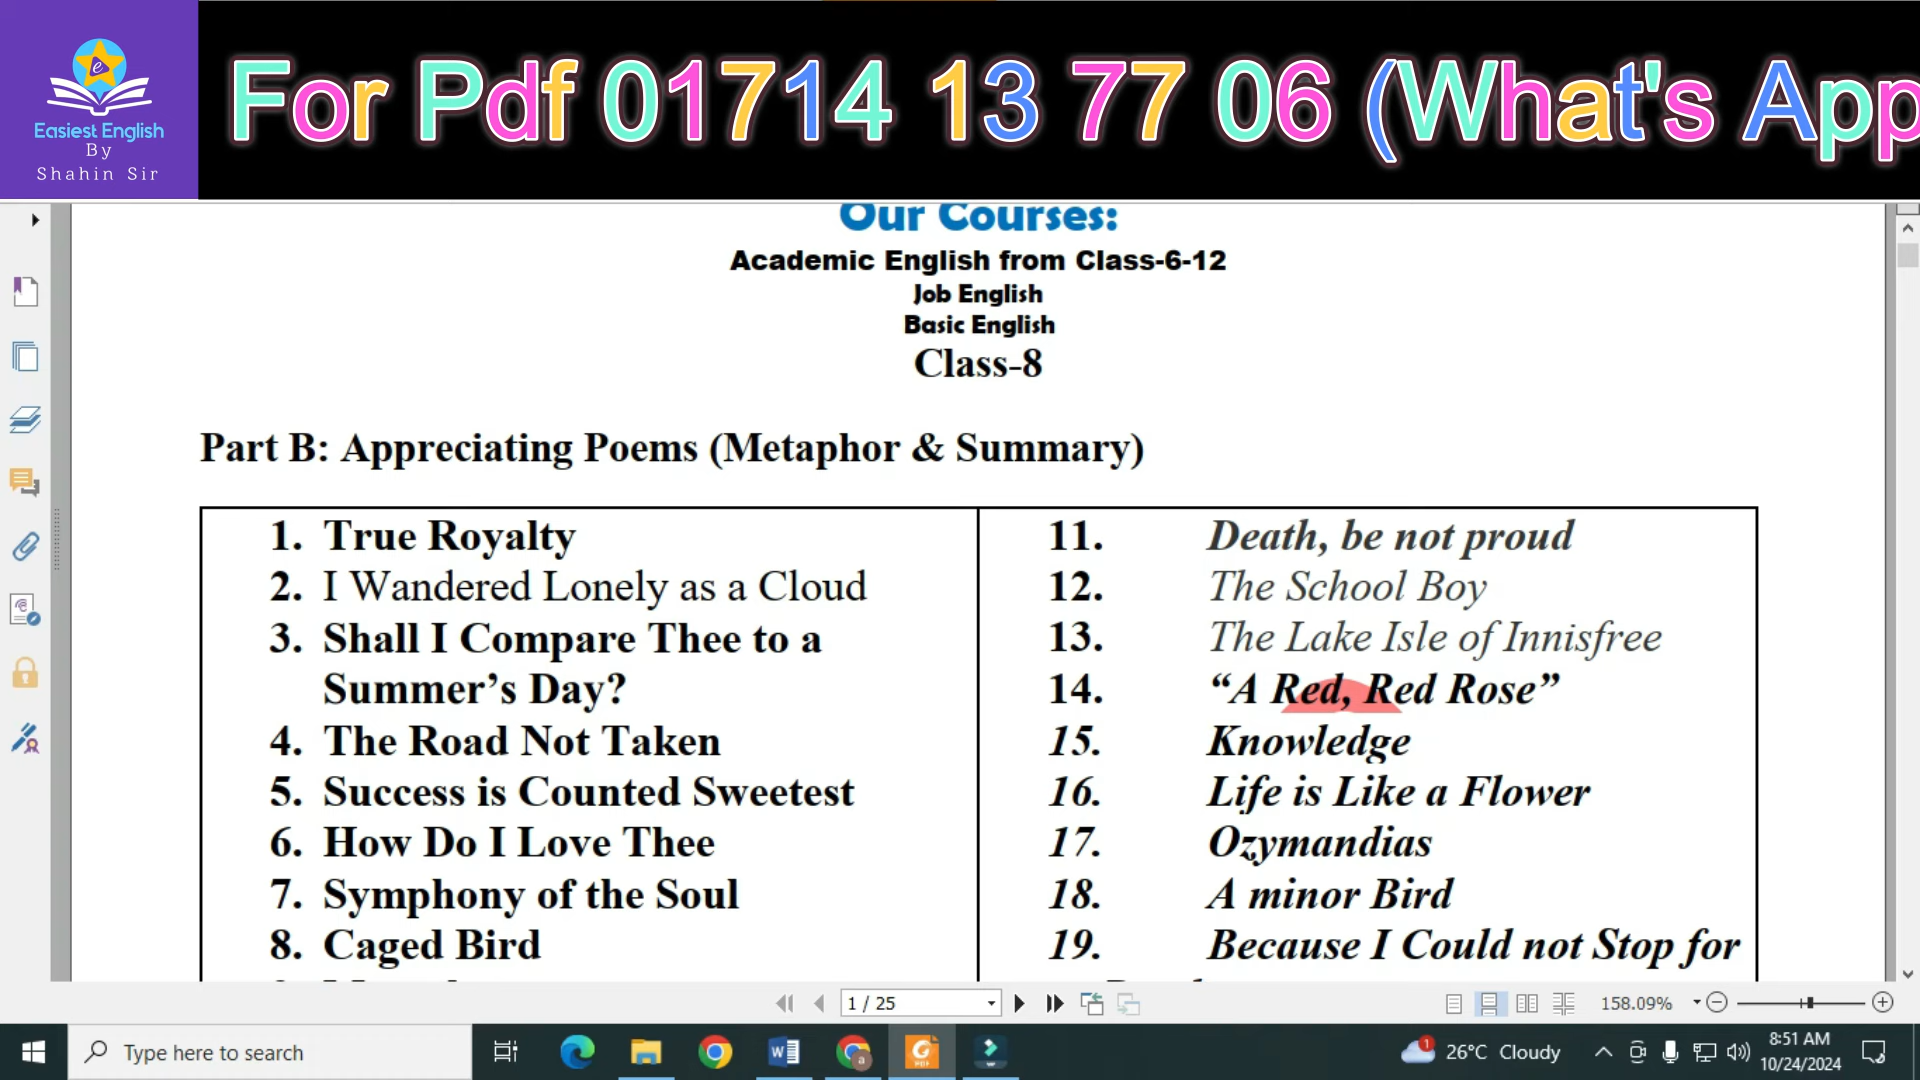 For Pdf 01714 13 77 06 (What's App
Easiest English
By
Shahin Sir
Our Courses:
Academic English from Class-6-12
Job English
Basic English
Class-8
Part B: Appreciating Poems (Metaphor & Summary)
1. True Royalty
2. I Wandered Lonely as a Cloud
3. Shall I Compare Thee to a
Summer's Day?
4. The Road Not Taken
5. Success is Counted Sweetest
6. How Do I Love Thee
7. Symphony of the Soul
8. Caged Bird
11. Death, be not proud
12. The School Boy
13. The Lake Isle of Innisfree
14. “A Red, Red Rose”
15. Knowledge
16. Life is Like a Flower
17. Ozymandias
18. A minor Bird
19. Because I Could not Stop for
1 / 25
158.09%
Type here to search
1
26°C Cloudy
8:51 AM
10/24/2024